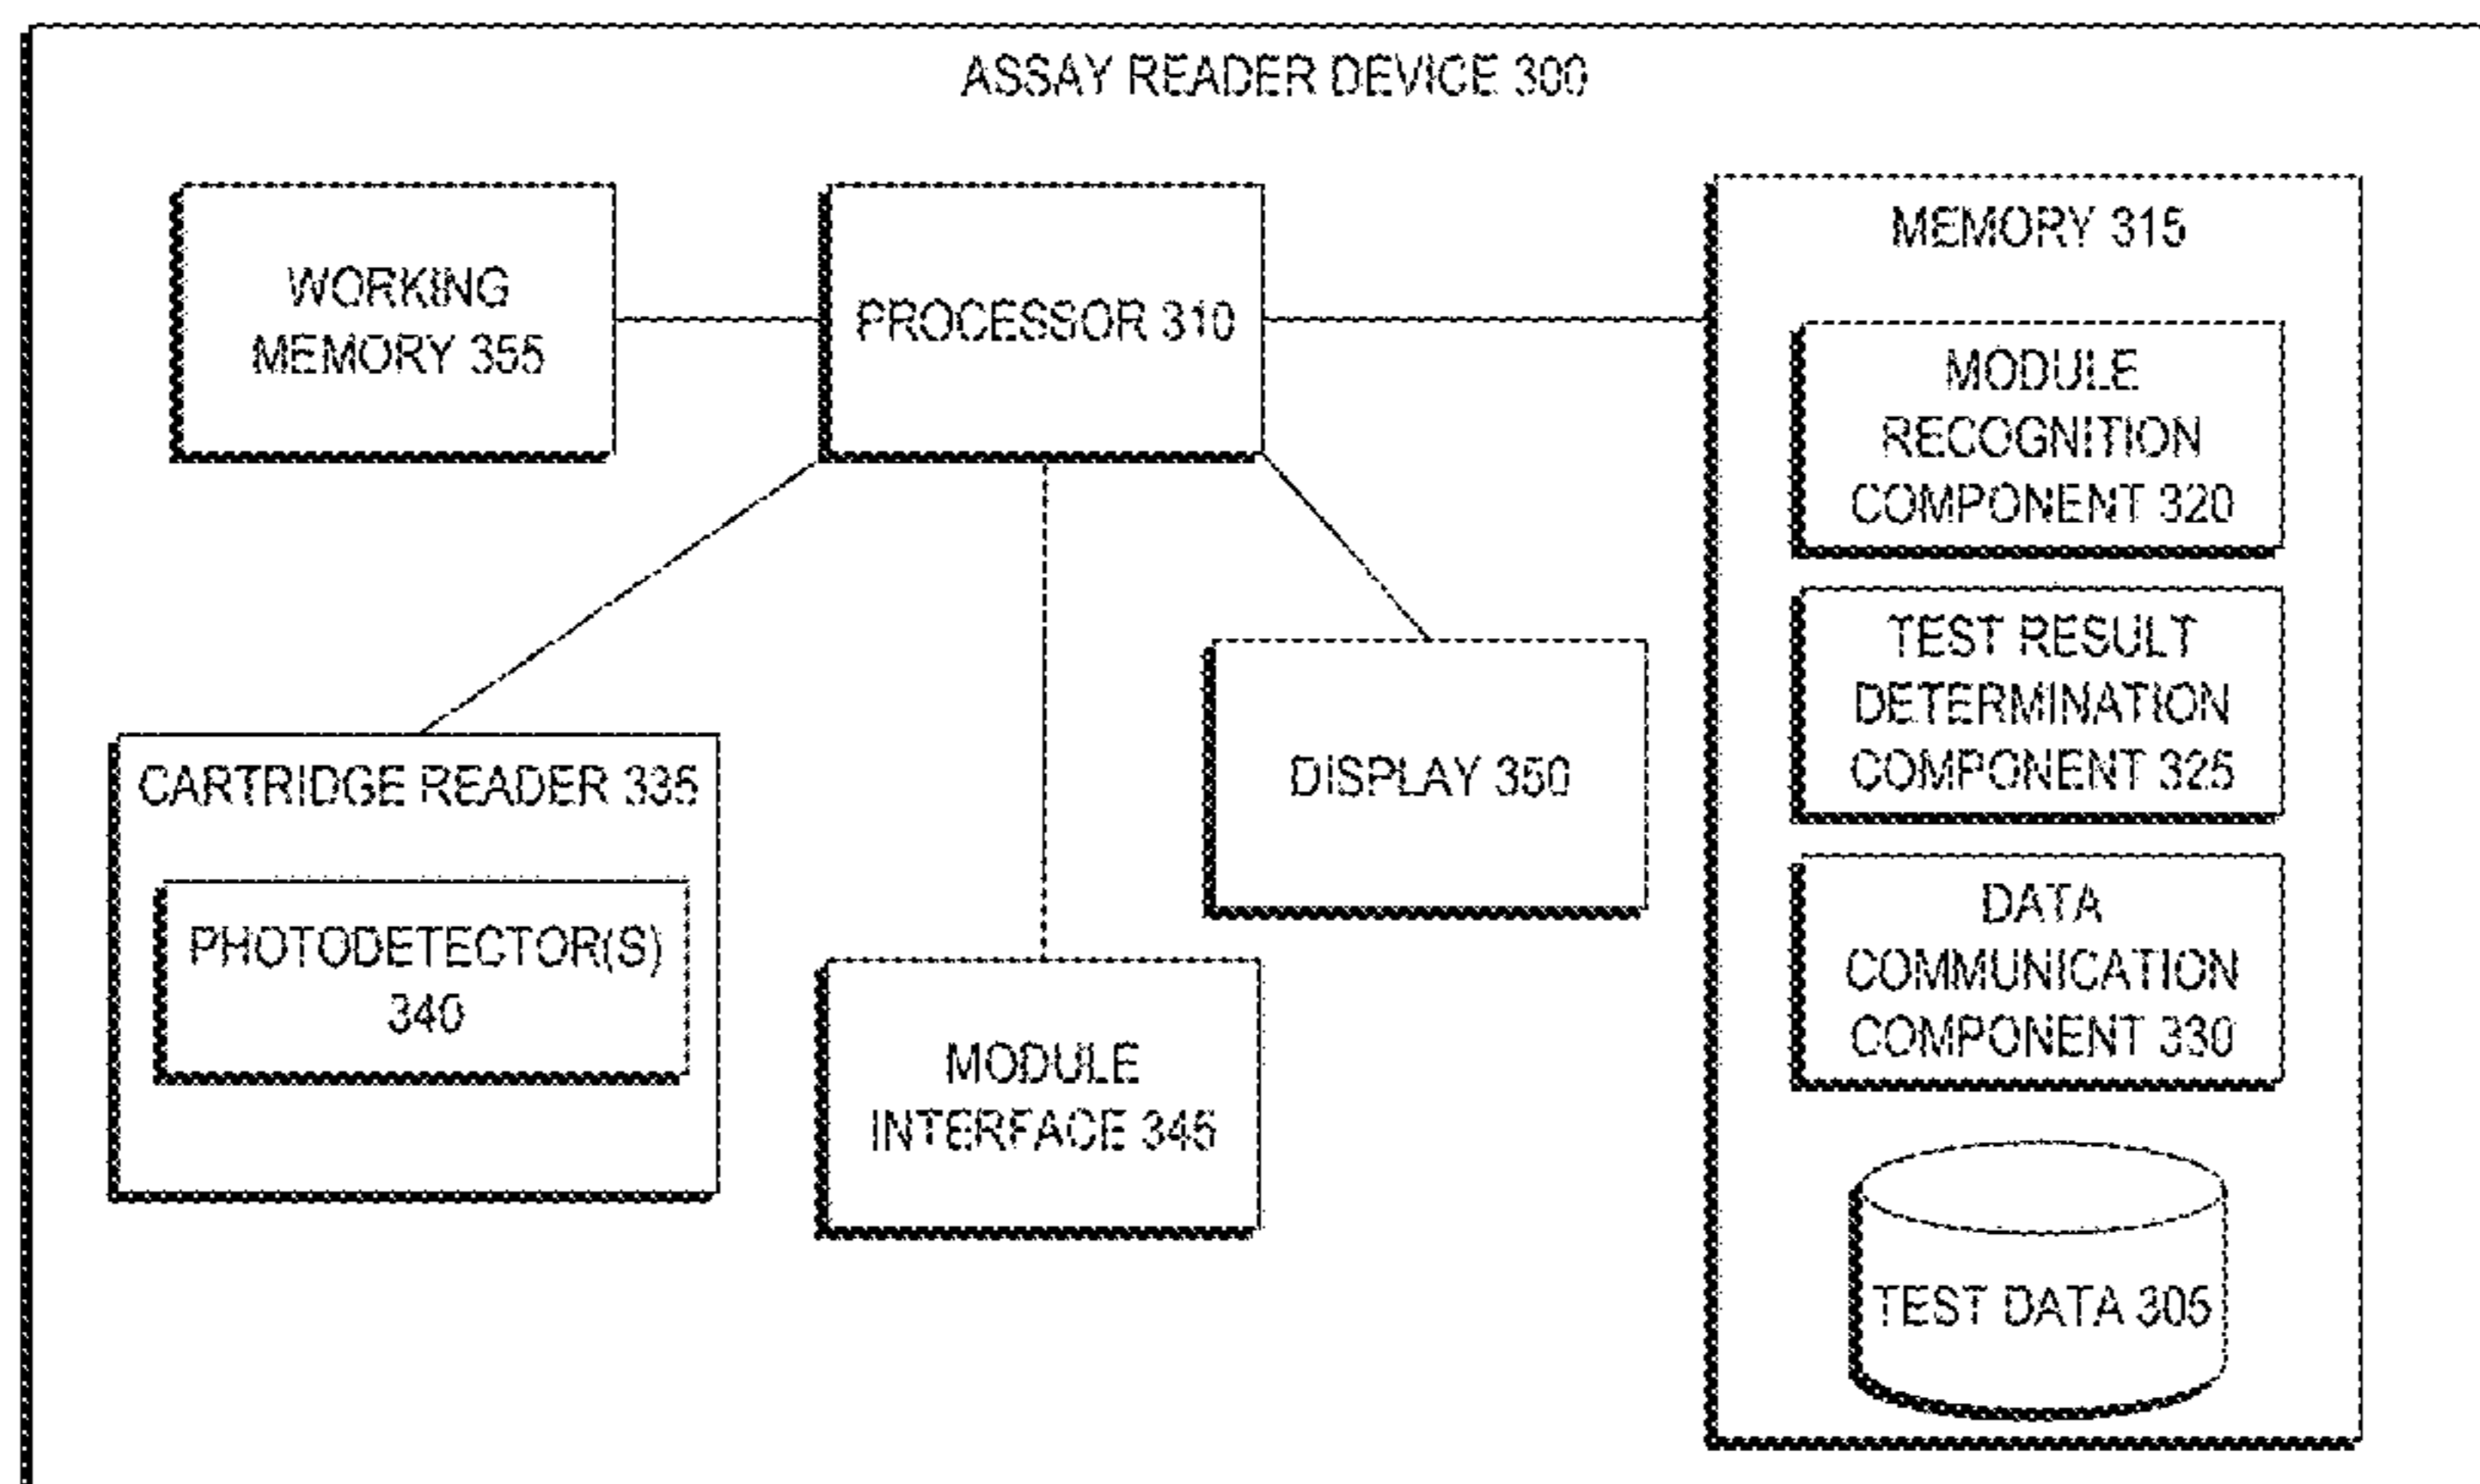 ASSAY READER DEVICE 300
WORKING
MEMORY 355
PROCESSOR 310
MEMORY 315
MODULE
RECOGNITION
COMPONENT 320
TEST RESULT
DETERMINATION
COMPONENT 325
DATA
COMMUNICATION
COMPONENT 330
TEST DATA 305
CARTRIDGE READER 335
PHOTODETECTOR(S)
340
MODULE
INTERFACE 345
DISPLAY 350